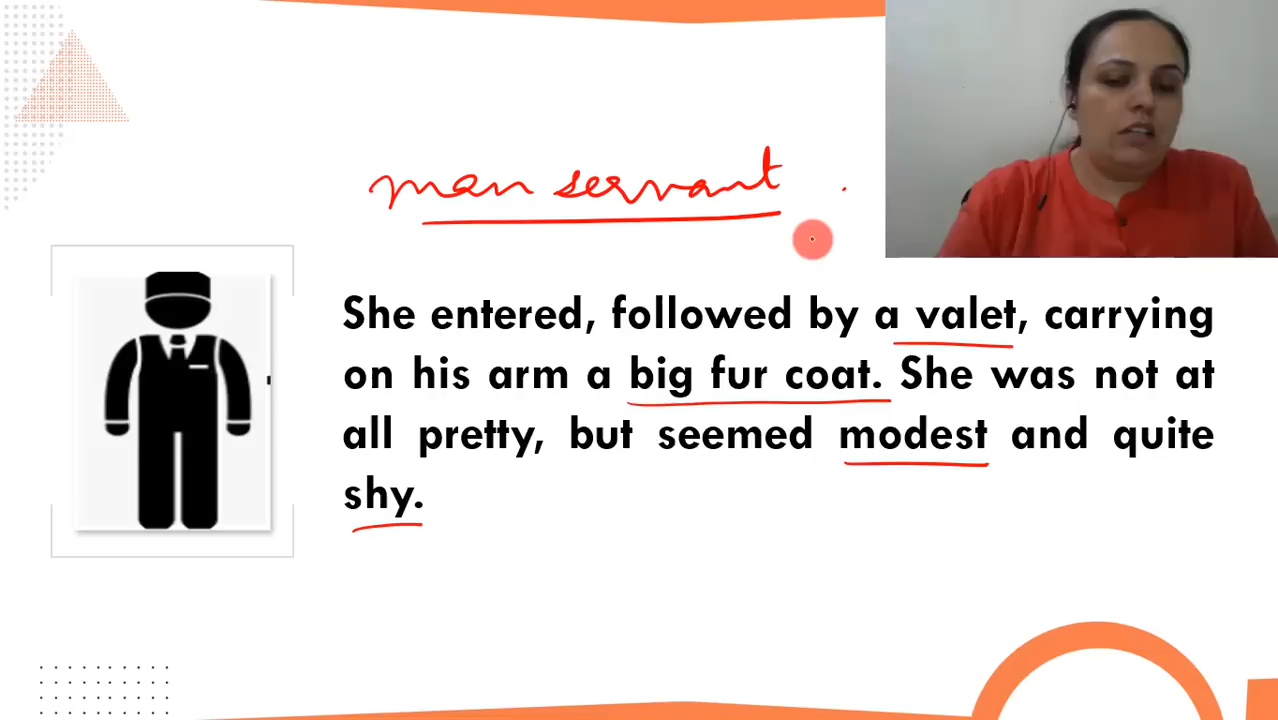 man servant
She entered, followed by a valet, carrying
on his arm a big fur coat. She was not at
all pretty, but seemed modest and quite
shy.